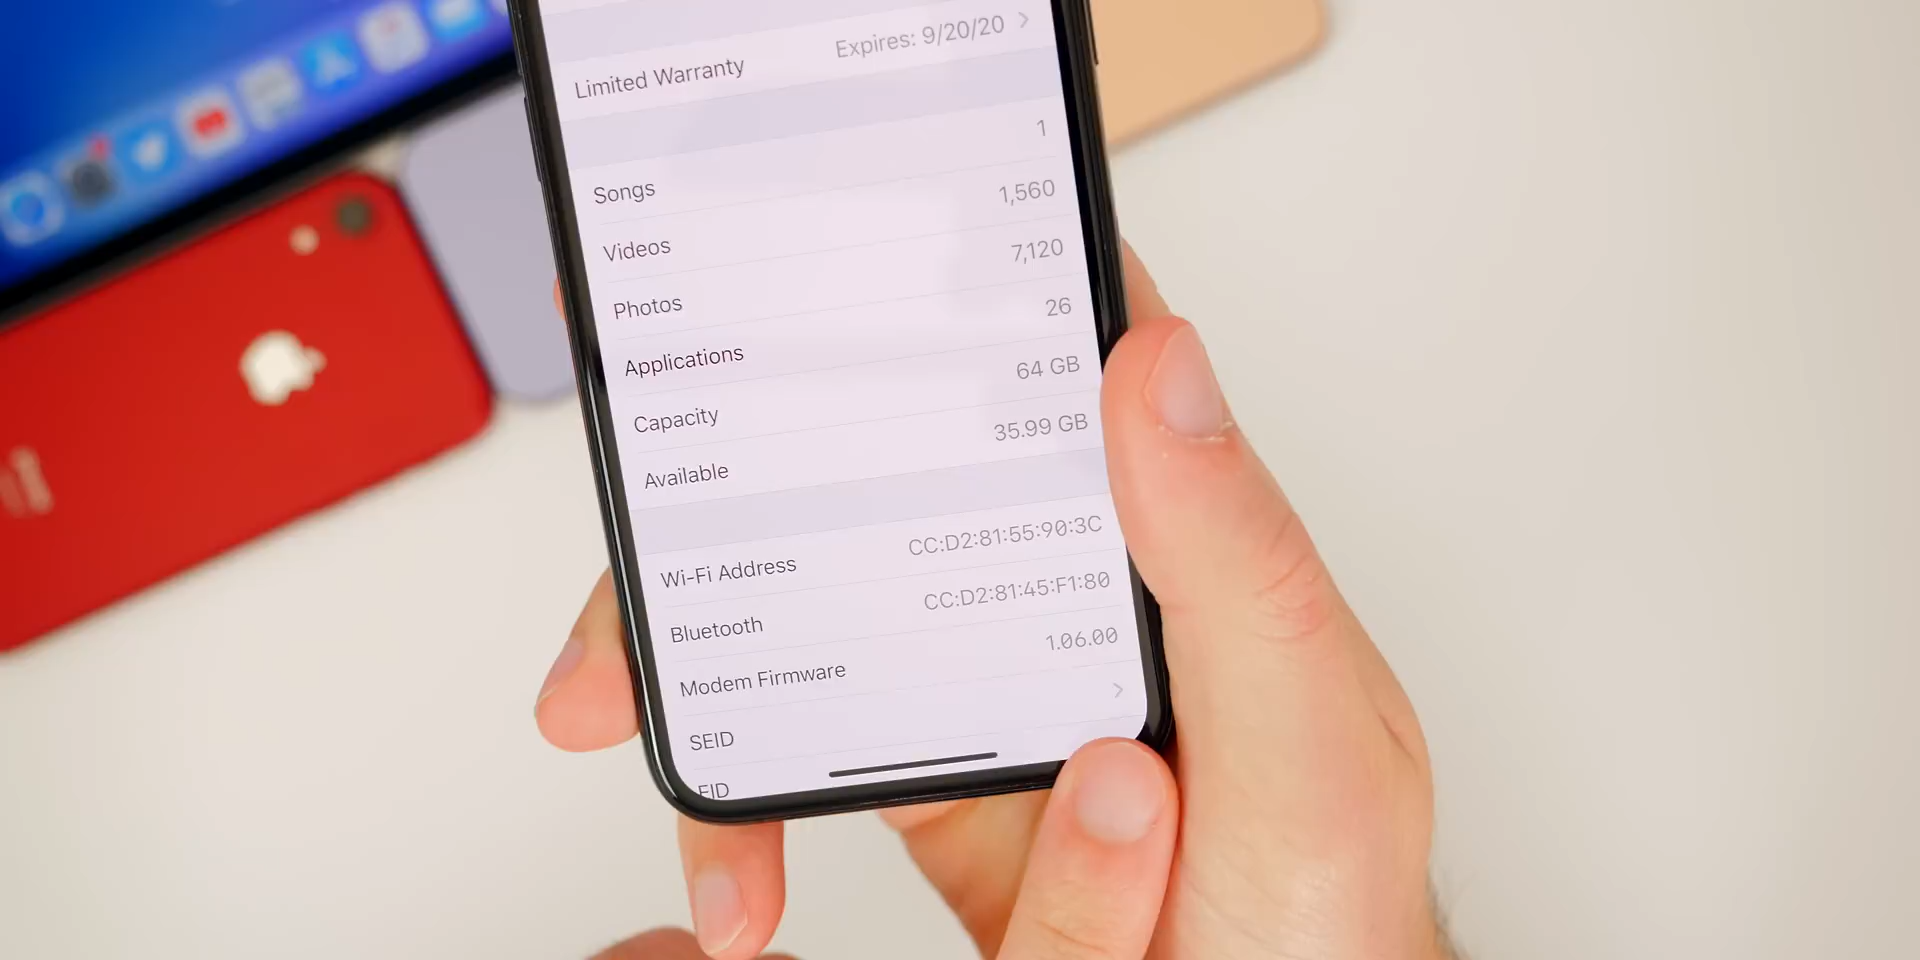 Limited Warranty Expires: 9/20/20
Songs 1
Videos 1,560
Photos 7,120
Applications 26
Capacity 64 GB
Available 35.99 GB
Wi-Fi Address CC:D2:81:55:90:3C
Bluetooth CC:D2:81:45:F1:80
Modem Firmware 1.06.00
SEID
EID